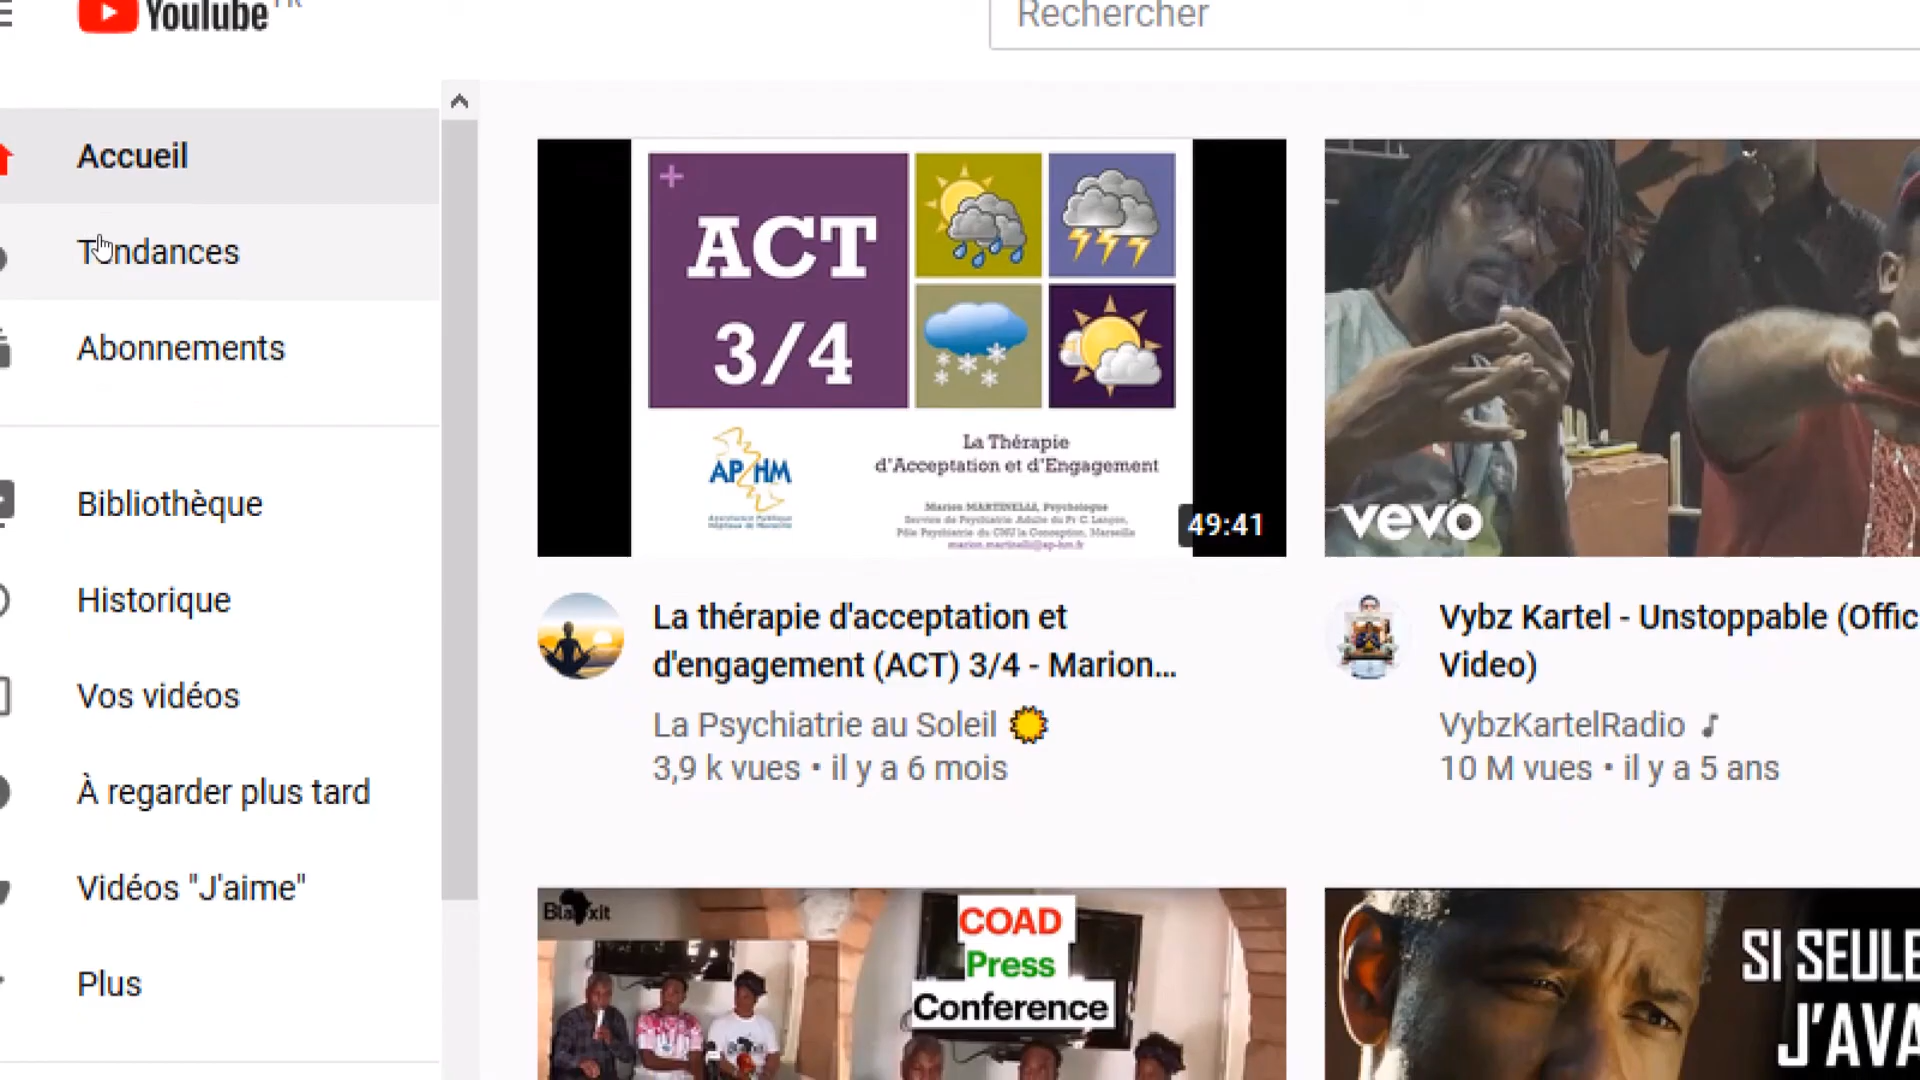 YouTube FR
Rechercher
Accueil
Tendances
Abonnements
Bibliothèque
Historique
Vos vidéos
À regarder plus tard
Vidéos "J'aime"
Plus
ACT
3/4
AP HM
La Thérapie
d'Acceptation et d'Engagement
Marion MARTINELLI, Psychologue
Service de Psychiatrie Adulte du Pr C. Lançon,
Pôle Psychiatrie du CHU la Conception, Marseille
marion.martinelli@ap-hm.fr
49:41
La thérapie d'acceptation et
d'engagement (ACT) 3/4 - Marion...
La Psychiatrie au Soleil
3,9 k vues • il y a 6 mois
vevo
Vybz Kartel - Unstoppable (Offic
Video)
VybzKartelRadio
10 M vues • il y a 5 ans
COAD
Press
Conference
SI SEULE
J'AVA